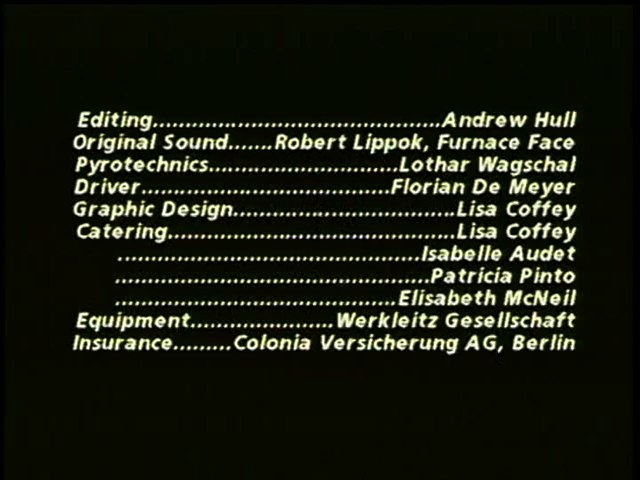 Editing............................................Andrew Hull
Original Sound.......Robert Lippok, Furnace Face
Pyrotechnics.............................Lothar Wagschal
Driver......................................Florian De Meyer
Graphic Design..................................Lisa Coffey
Catering............................................Lisa Coffey
..............................................Isabelle Audet
................................................Patricia Pinto
...........................................Elisabeth McNeil
Equipment......................Werkleitz Gesellschaft
Insurance.........Colonia Versicherung AG, Berlin